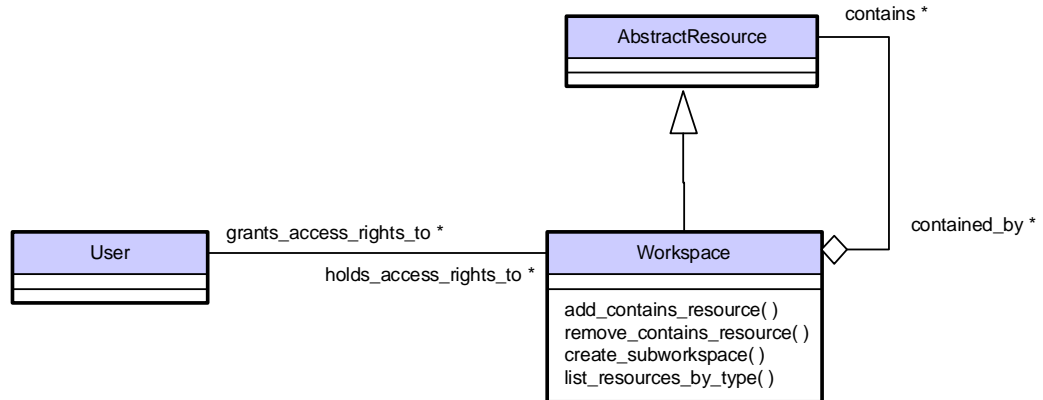 contains *
AbstractResource
contained_by *
grants_access_rights_to *
User
Workspace
holds_access_rights_to *
add_contains_resource( )
remove_contains_resource( )
create_subworkspace( )
list_resources_by_type( )